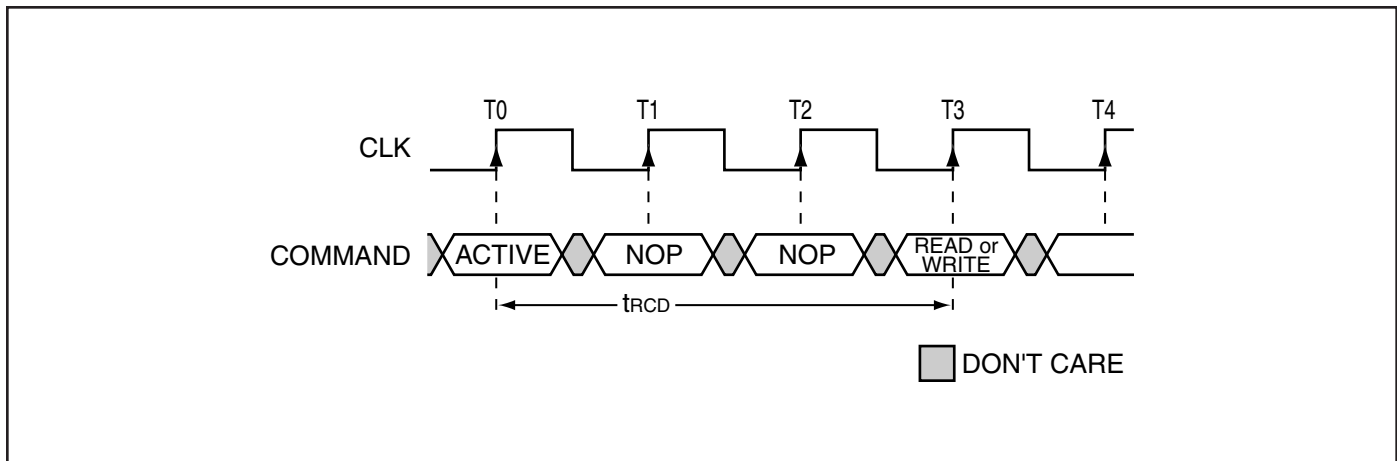 T0 T1 T2 T3 T4
CLK
COMMAND ACTIVE NOP NOP READ or
WRITE
tRCD
DON'T CARE